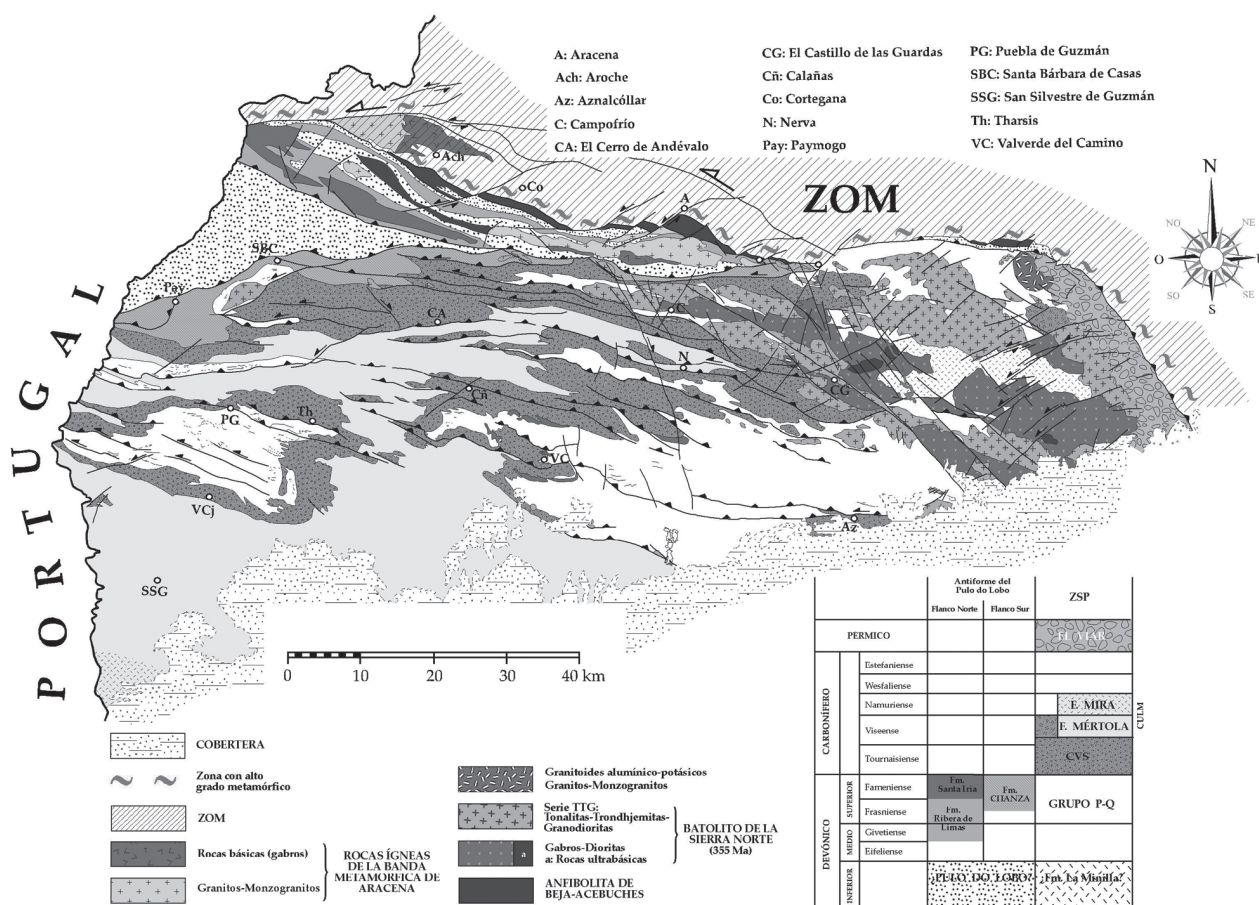 A: Aracena
Ach: Aroche
Az: Aznalcóllar
C: Campofrío
CA: El Cerro de Andévalo
CG: El Castillo de las Guardas
Cñ: Calañas
Co: Cortegana
N: Nerva
Pay: Paymogo
PG: Puebla de Guzmán
SBC: Santa Bárbara de Casas
SSG: San Silvestre de Guzmán
Th: Tharsis
VC: Valverde del Camino
N
NO
NE
O
E
SO
SE
S
ZOM
PORTUGAL
Ach
Co
A
SBC
Pay
CA
C
N
CG
Cñ
PG
Th
VC
VCj
Az
SSG
0 10 20 30 40 km
COBERTERA
Zona con alto
grado metamórfico
ZOM
Rocas básicas (gabros)
Granitos-Monzogranitos
ROCAS ÍGNEAS
DE LA BANDA
METAMÓRFICA DE
ARACENA
Granitoides alumínico-potásicos
Granitos-Monzogranitos
Serie TTG:
Tonalitas-Trondhjemitas-
Granodioritas
Gabros-Dioritas
a: Rocas ultrabásicas
a
BATOLITO DE LA
SIERRA NORTE
(355 Ma)
ANFIBOLITA DE
BEJA-ACEBUCHES
Antiforme del
Pulo do Lobo
Flanco Norte
Flanco Sur
ZSP
PERMICO
EL VIAR
CARBONÍFERO
Estefaniense
Wesfaliense
Namuriense
F. MIRA
Viseense
F. MÉRTOLA
CULM
Tournaisiense
CVS
DEVÓNICO
SUPERIOR
Fameniense
Fm.
Santa Iría
Fm.
CHANZA
Frasniense
Fm.
Ribera de
Limas
GRUPO P-Q
MEDIO
Givetiense
Eifeliense
INFERIOR
¿PULO DO LOBO?
¿Fm. La Minilla?